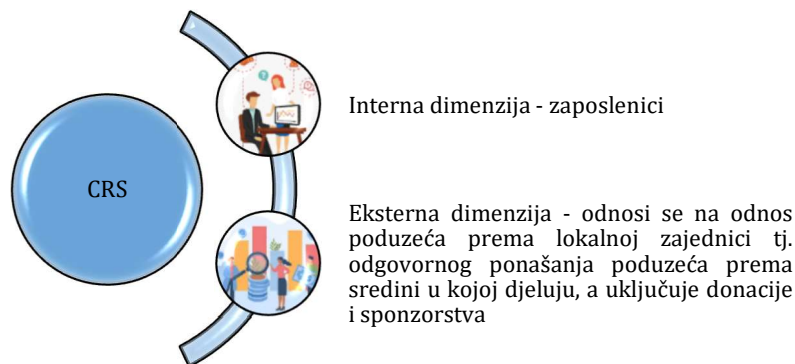 CRS
Interna dimenzija - zaposlenici
Eksterna dimenzija - odnosi se na odnos
poduzeća prema lokalnoj zajednici tj.
odgovornog ponašanja poduzeća prema
sredini u kojoj djeluju, a uključuje donacije
i sponzorstva